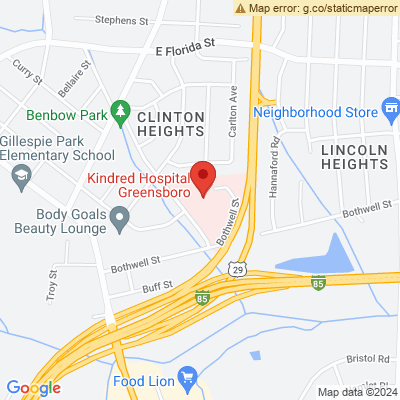 Map error: g.co/staticmaperror
Stephens St
E Florida St
Curry St
Bellaire St
Benbow Park
CLINTON
HEIGHTS
Carlton Ave
Neighborhood Store
Hannaford Rd
LINCOLN
HEIGHTS
Gillespie Park
Elementary School
Kindred Hospital
Greensboro
Body Goals
Beauty Lounge
Bothwell St
Bothwell St
Bothwell St
Troy St
Buff St
29
85
85
Bristol Rd
Food Lion
Google
Map data ©2024